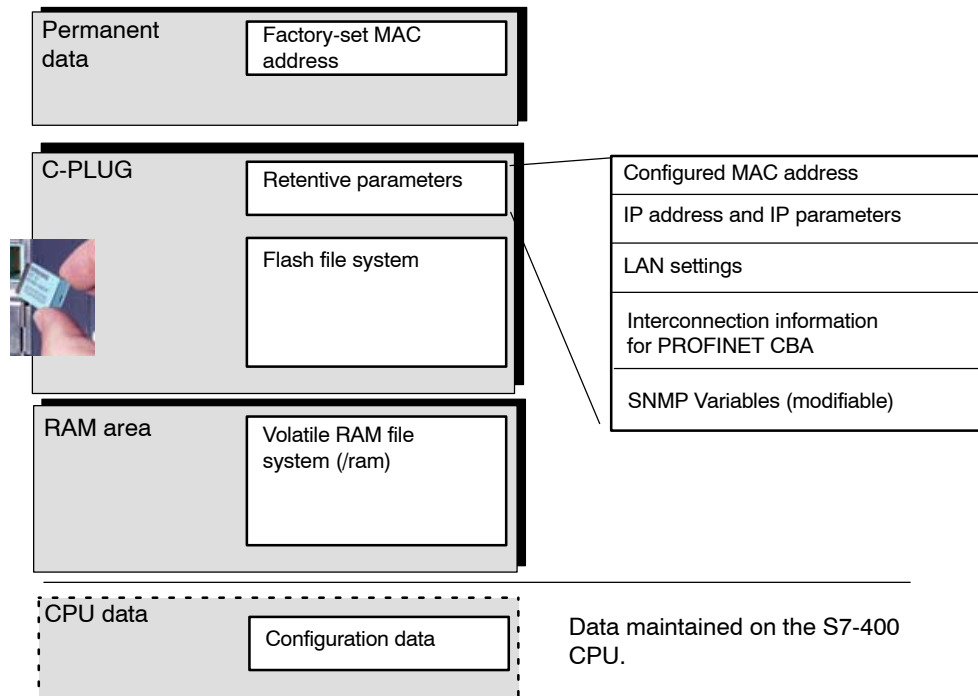 Permanent
data
Factory-set MAC
address
C-PLUG
Retentive parameters
Flash file system
Configured MAC address
IP address and IP parameters
LAN settings
Interconnection information
for PROFINET CBA
SNMP Variables (modifiable)
RAM area
Volatile RAM file
system (/ram)
CPU data
Configuration data
Data maintained on the S7-400
CPU.